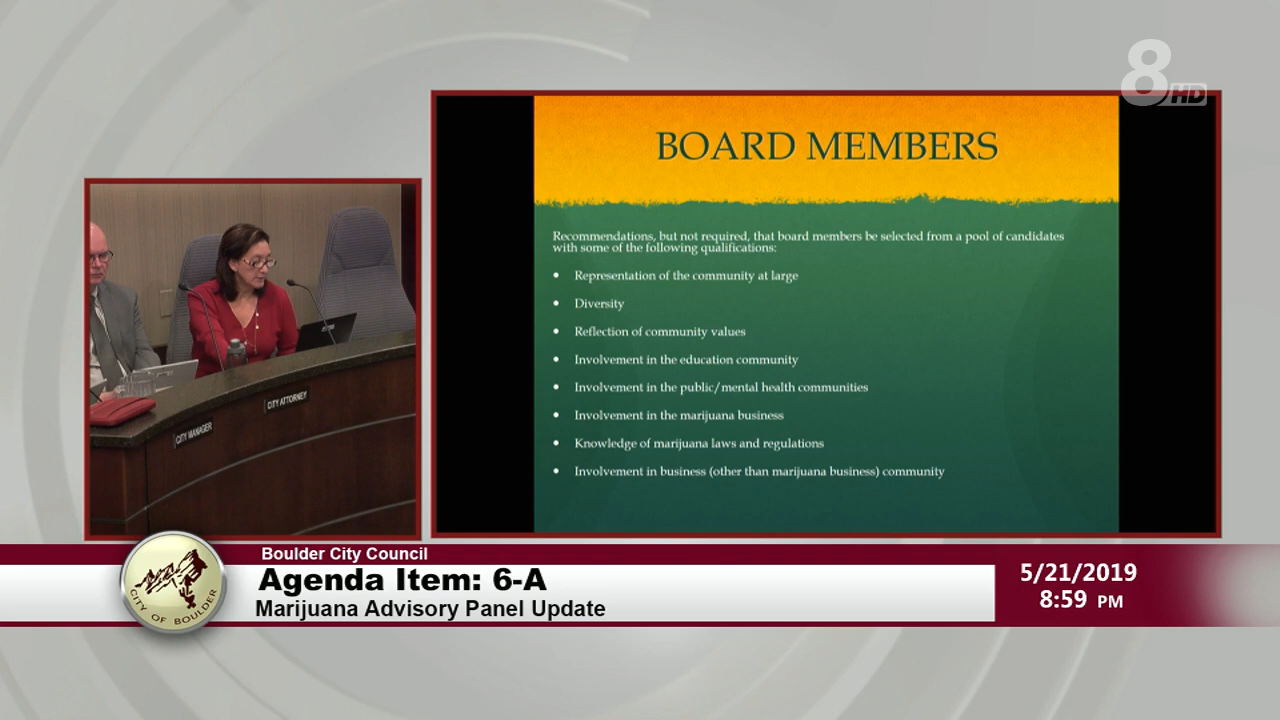 8
HD
BOARD MEMBERS
Recommendations, but not required, that board members be selected from a pool of candidates
with some of the following qualifications:
• Representation of the community at large
• Diversity
• Reflection of community values
• Involvement in the education community
• Involvement in the public/mental health communities
• Involvement in the marijuana business
• Knowledge of marijuana laws and regulations
• Involvement in business (other than marijuana business) community
CITY ATTORNEY
CITY MANAGER
Boulder City Council
Agenda Item: 6-A
Marijuana Advisory Panel Update
CITY OF BOULDER
5/21/2019
8:59 PM